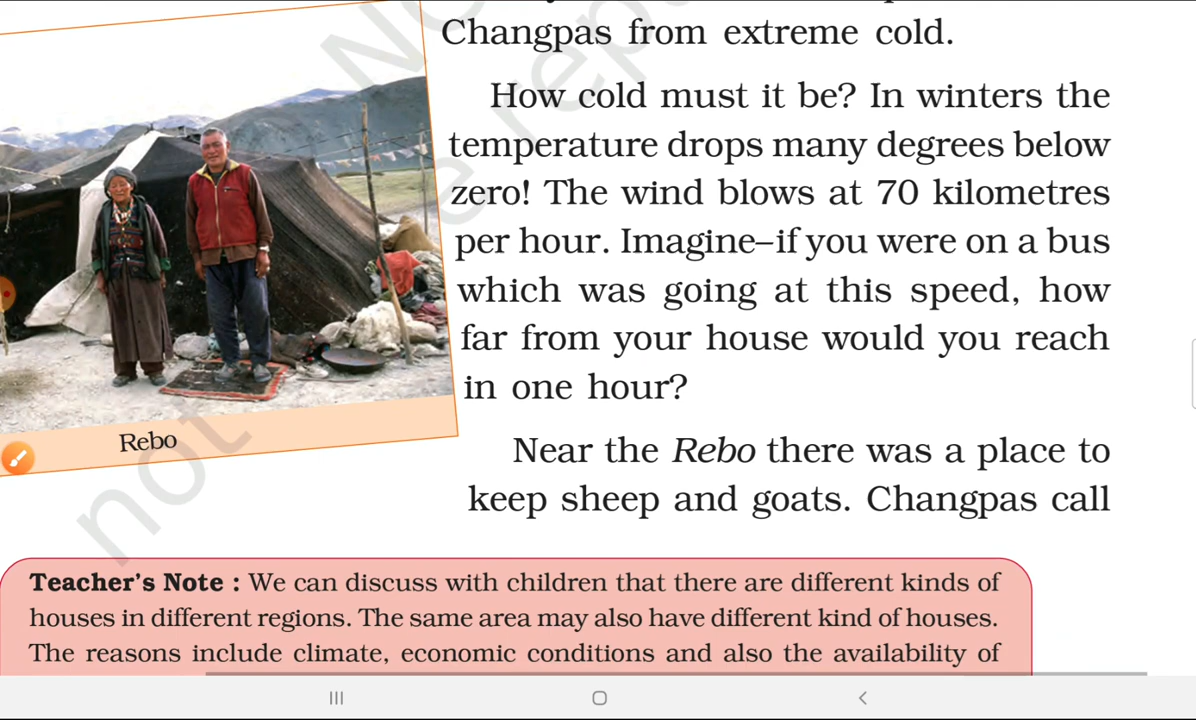 Changpas from extreme cold.
How cold must it be? In winters the
temperature drops many degrees below
zero! The wind blows at 70 kilometres
per hour. Imagine–if you were on a bus
which was going at this speed, how
far from your house would you reach
in one hour?
Rebo
Near the Rebo there was a place to
keep sheep and goats. Changpas call
Teacher's Note : We can discuss with children that there are different kinds of
houses in different regions. The same area may also have different kind of houses.
The reasons include climate, economic conditions and also the availability of
not